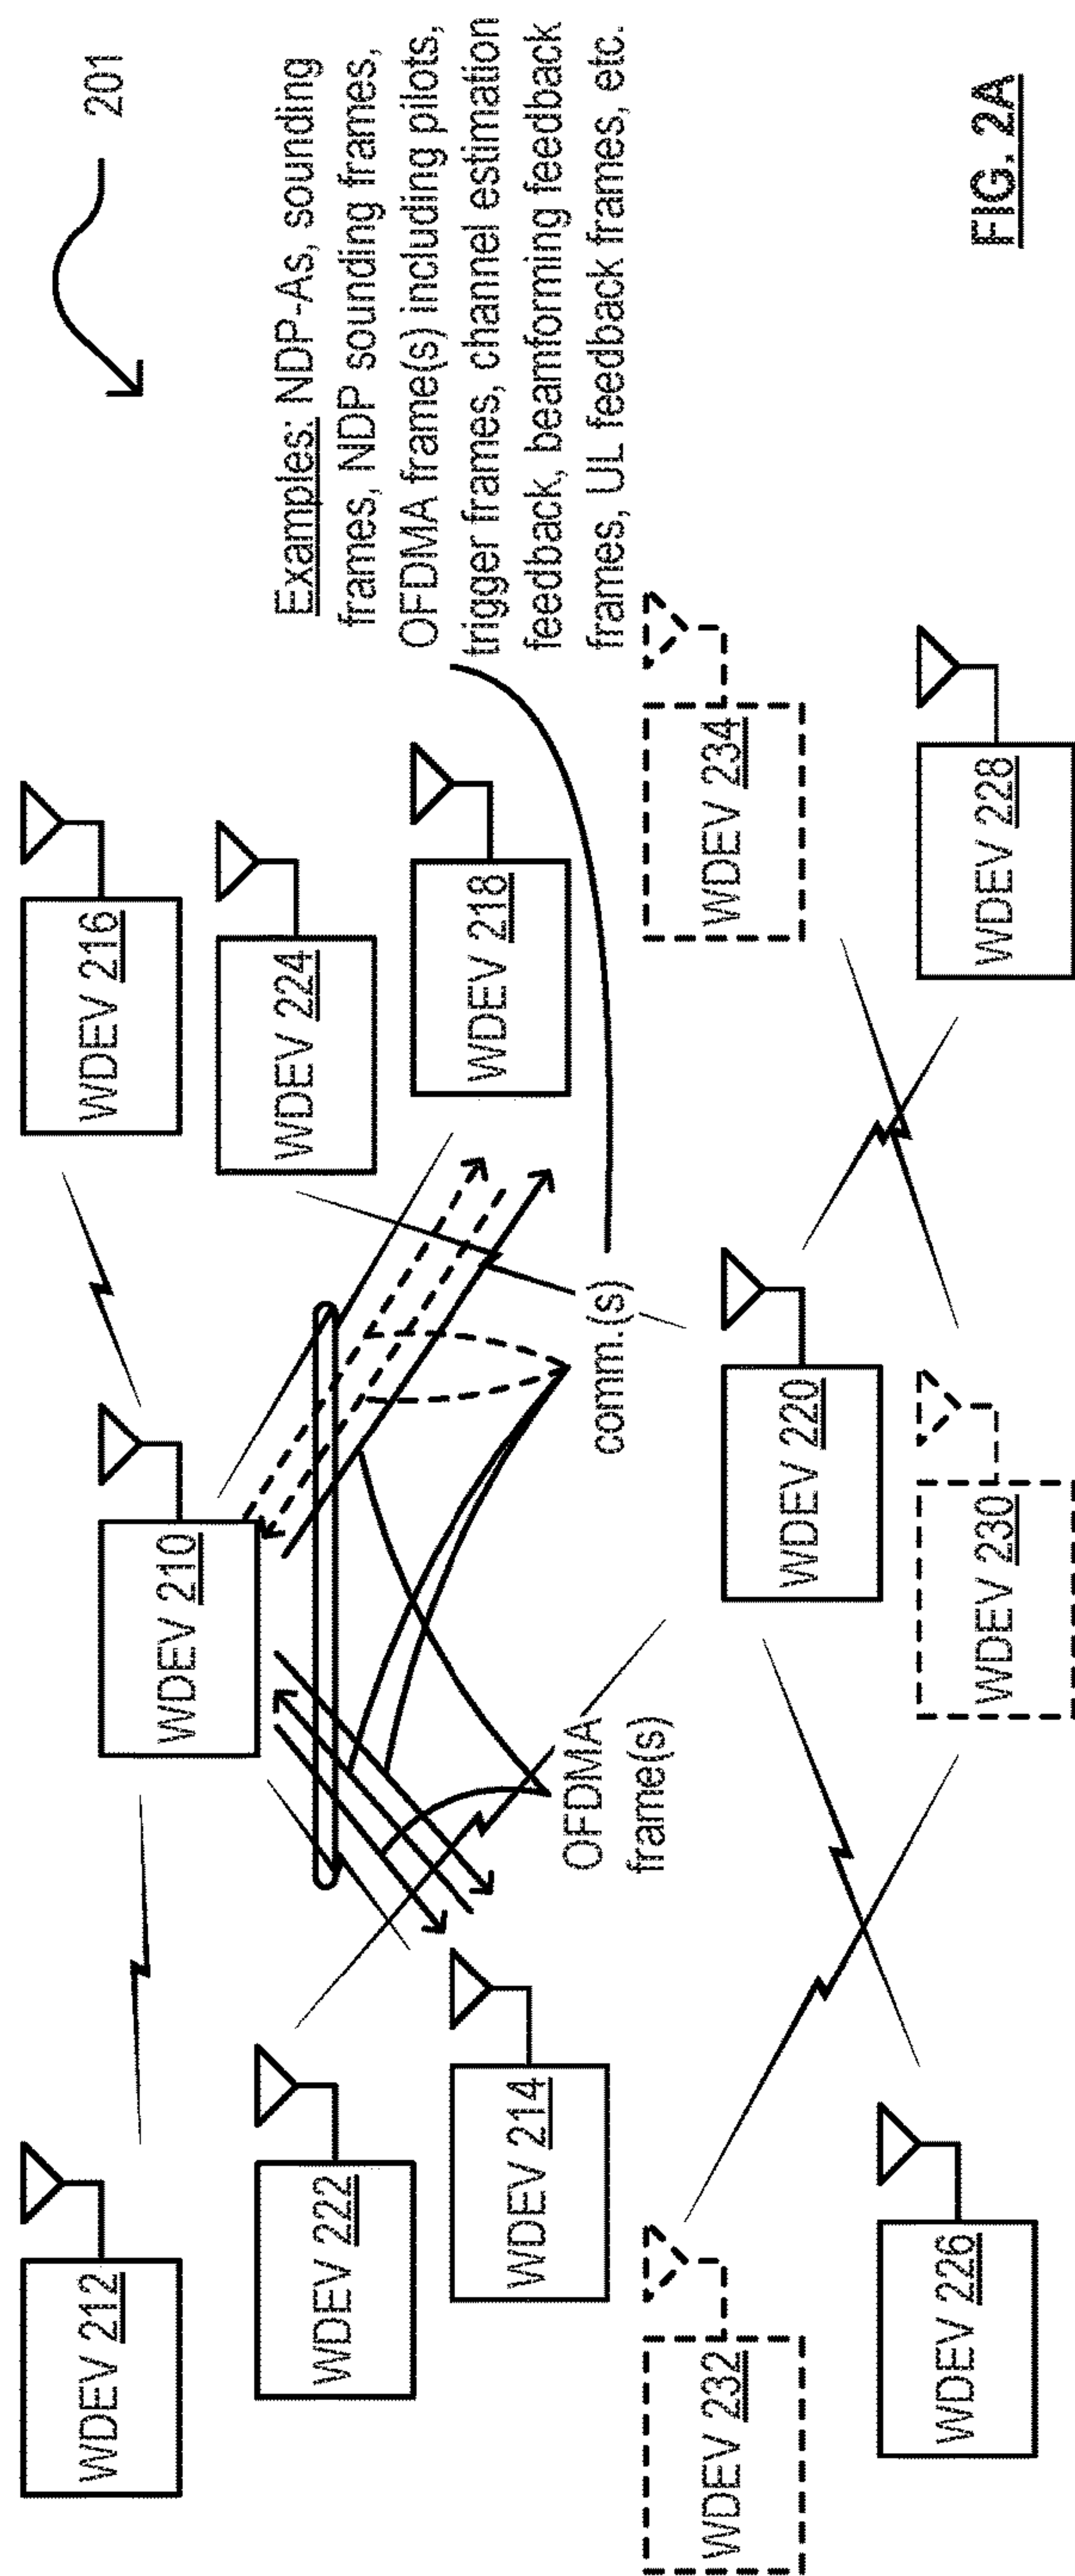 201
Examples: NDP-As, sounding
frames, NDP sounding frames,
OFDMA frame(s) including pilots,
trigger frames, channel estimation
feedback, beamforming feedback
frames, UL feedback frames, etc.
WDEV 212
WDEV 210
WDEV 216
WDEV 222
WDEV 224
WDEV 214
WDEV 218
OFDMA
frame(s)
comm.(s)
WDEV 232
WDEV 220
WDEV 234
WDEV 226
WDEV 230
WDEV 228
FIG. 2A